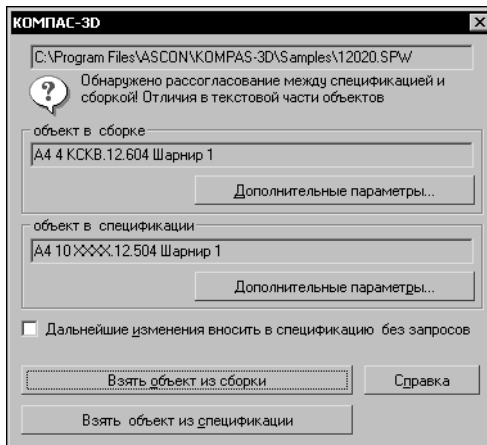 КОМПАС-3D
C:\Program Files\ASCON\KOMPAS-3D\Samples\12020.SPW
Обнаружено рассогласование между спецификацией и
сборкой! Отличия в текстовой части объектов
объект в сборке
А4 4 КСКВ.12.604 Шарнир 1
Дополнительные параметры...
объект в спецификации
А4 10 XXXX.12.504 Шарнир 1
Дополнительные параметры...
Дальнейшие изменения вносить в спецификацию без запросов
Взять объект из сборки
Справка
Взять объект из спецификации